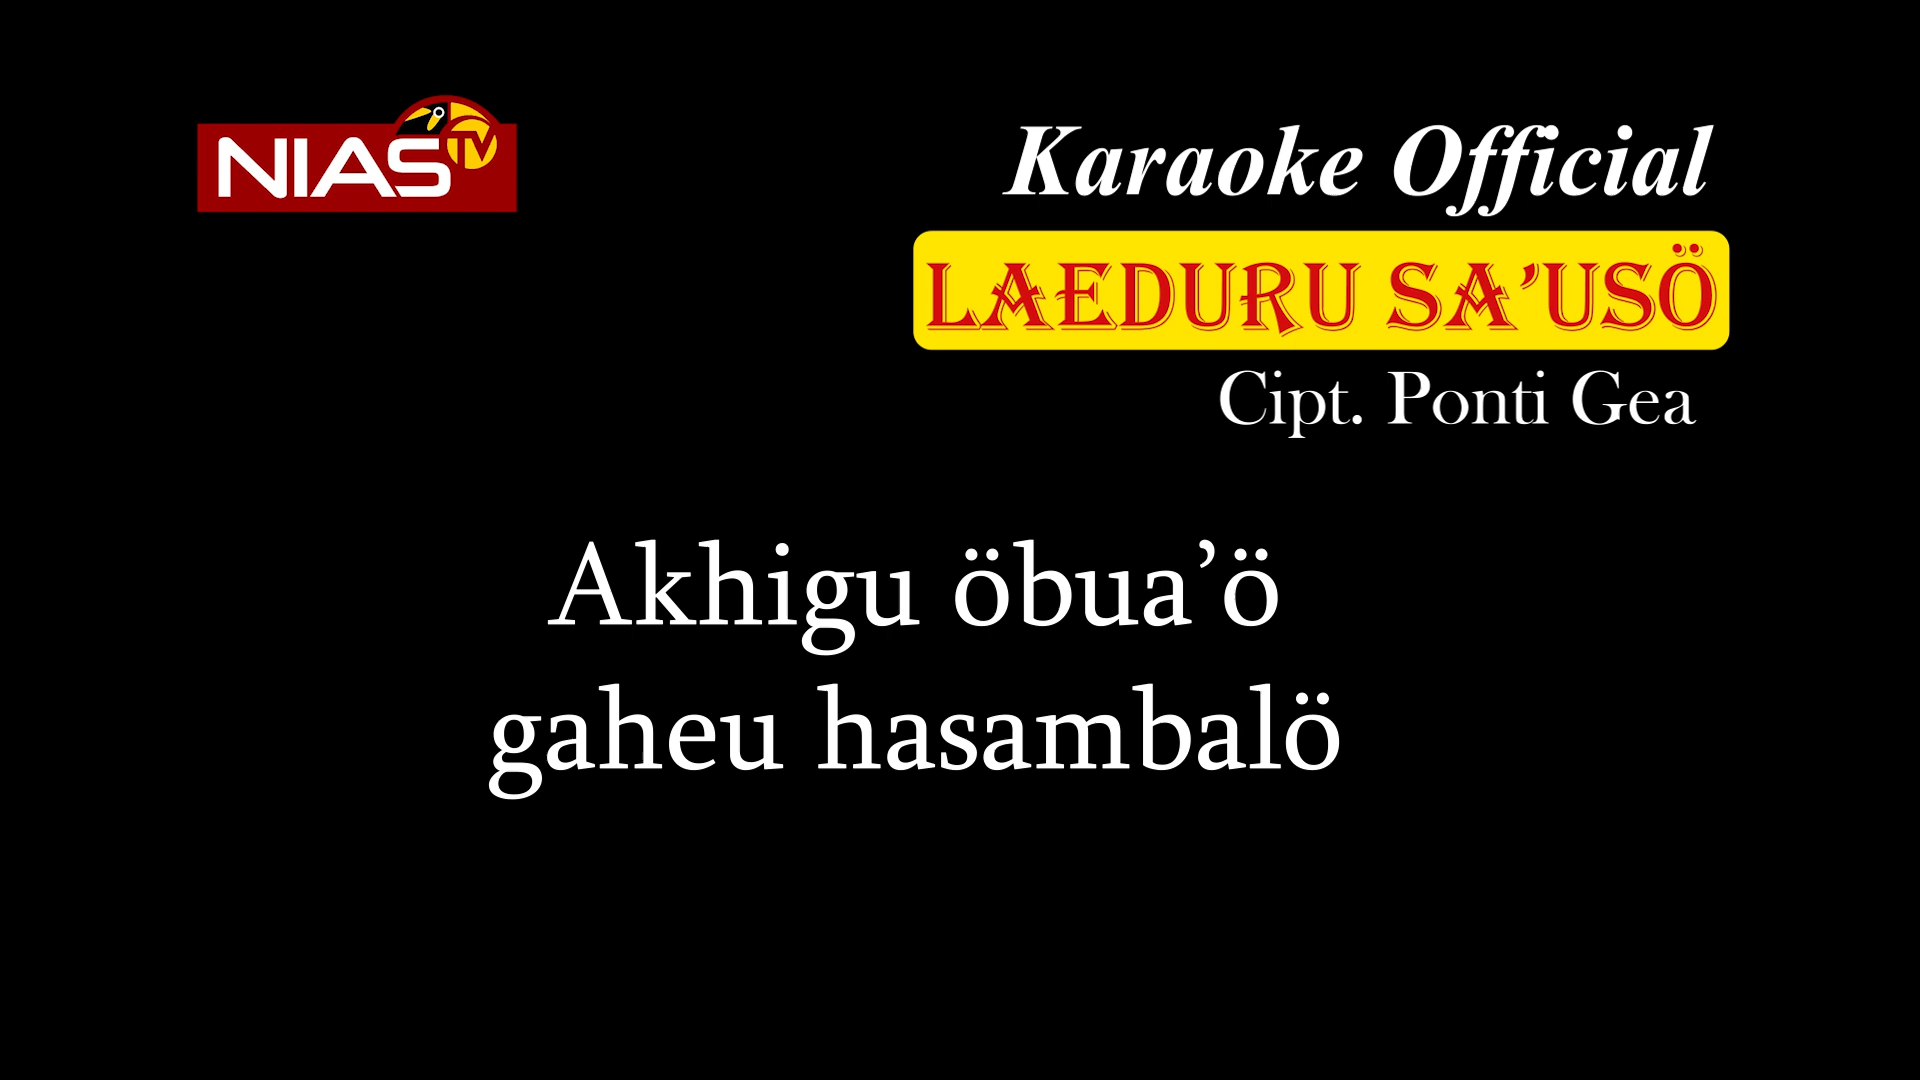 NIAS TV
Karaoke Official
LAEDURU SA’USÖ
Cipt. Ponti Gea
Akhigu öbua’ö
gaheu hasambalö